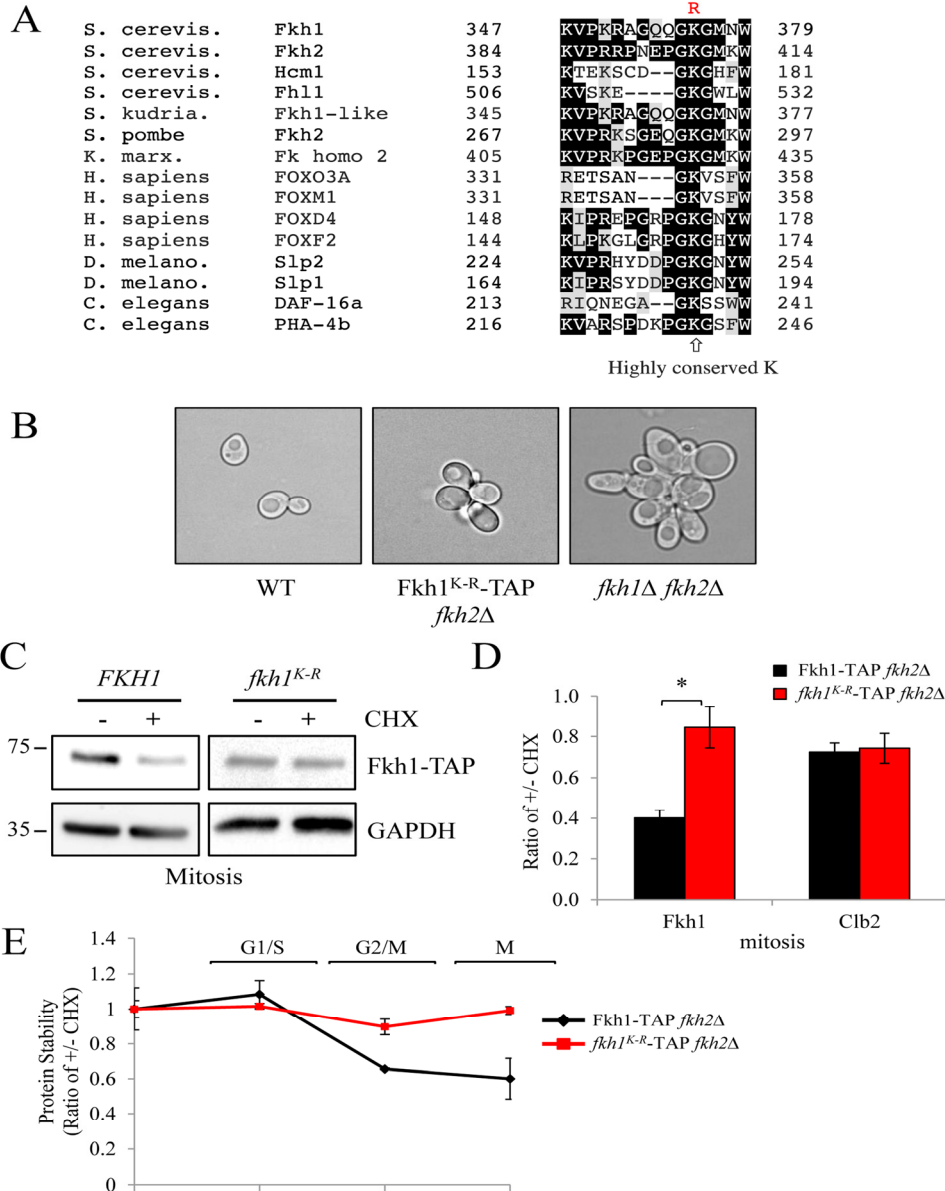 A
R
S. cerevis. Fkh1 347 KVPKRAGQQGKGMNW 379
S. cerevis. Fkh2 384 KVPRRPNEPGKGMKW 414
S. cerevis. Hcm1 153 KTEKSCD--GKGHFW 181
S. cerevis. Fhl1 506 KVSKE----GKGWLW 532
S. kudria. Fkh1-like 345 KVPKRAGQQGKGMNW 377
S. pombe Fkh2 267 KVPRKSGEQGKGMKW 297
K. marx. Fk homo 2 405 KVPRKPGEPGKGMKW 435
H. sapiens FOXO3A 331 RETSAN---GKVSFW 358
H. sapiens FOXM1 331 RETSAN---GKVSFW 358
H. sapiens FOXD4 148 KIPREPGRPGKGNYW 178
H. sapiens FOXF2 144 KLPKGLGRPGKGHYW 174
D. melano. Slp2 224 KVPRHYDDPGKGNYW 254
D. melano. Slp1 164 KIPRSYDDPGKGNYW 194
C. elegans DAF-16a 213 RIQNEGA--GKSSWW 241
C. elegans PHA-4b 216 KVARSPDKPGKGSFW 246
⇧
Highly conserved K
B
WT Fkh1K-R-TAP fkh2Δ fkh1Δ fkh2Δ
C
FKH1 fkh1K-R
- + - + CHX
75 Fkh1-TAP
35 GAPDH
Mitosis
D
Fkh1-TAP fkh2Δ
fkh1K-R-TAP fkh2Δ
*
Ratio of +/- CHX
1.0
0.8
0.6
0.4
0.2
0.0
Fkh1 Clb2
mitosis
E
G1/S G2/M M
Protein Stability
(Ratio of +/- CHX)
1.4
1.2
1
0.8
0.6
0.4
0.2
0
Fkh1-TAP fkh2Δ
fkh1K-R-TAP fkh2Δ